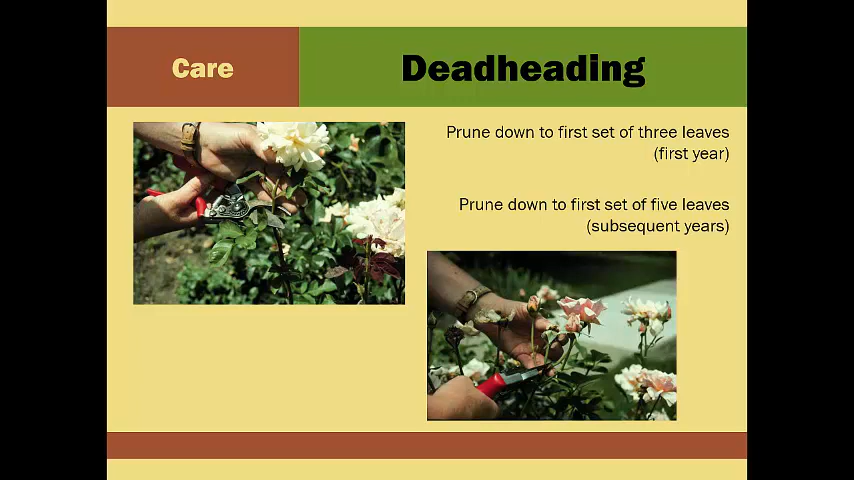 Care
Deadheading
Prune down to first set of three leaves
(first year)
Prune down to first set of five leaves
(subsequent years)